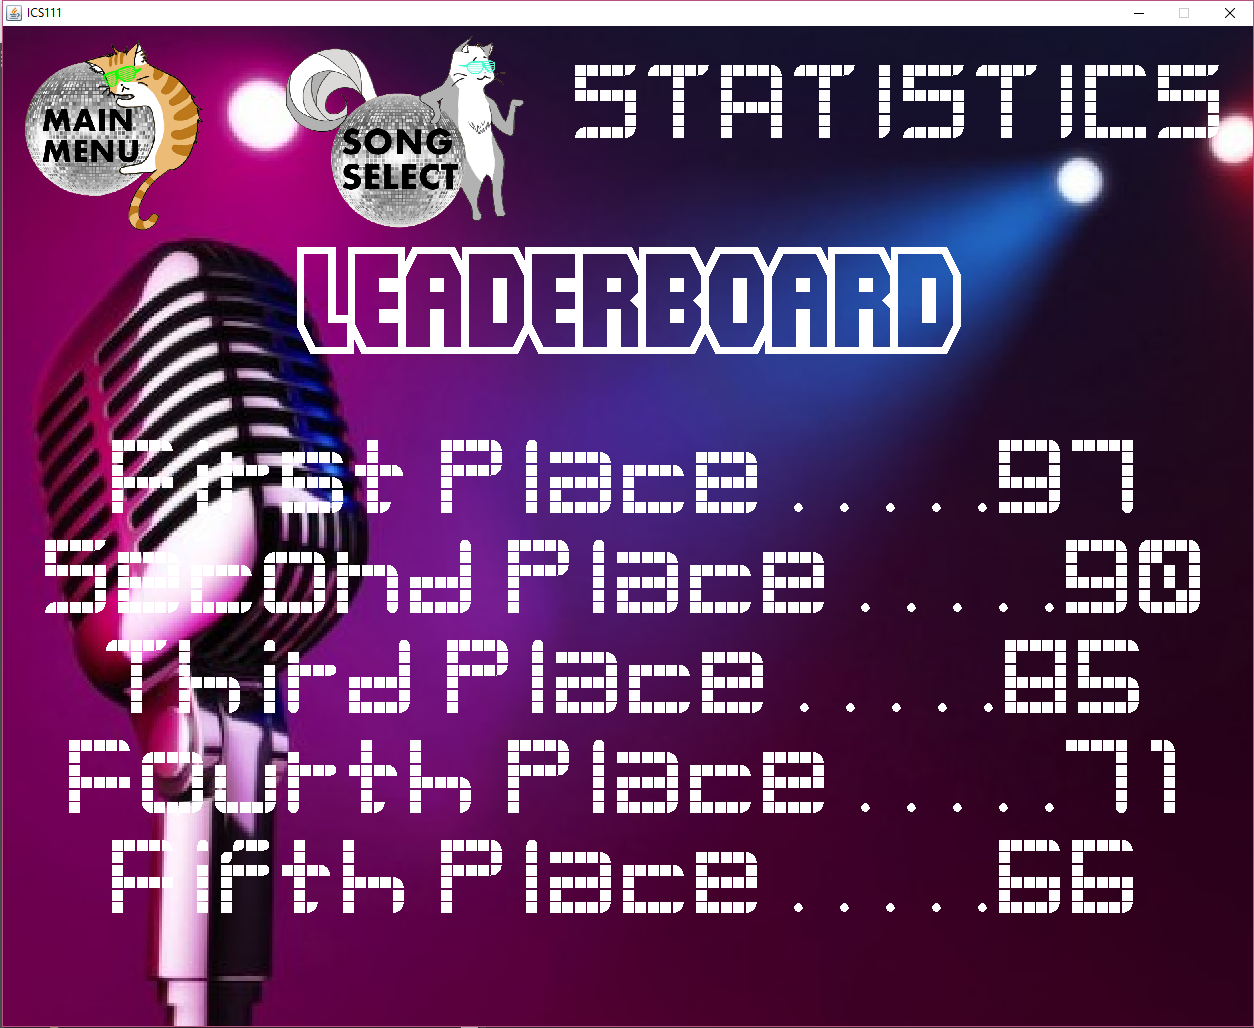 ICS111
MAIN
MENU
SONG
SELECT
STATISTICS
LEADERBOARD
First Place . . . . .97
Second Place . . . . .90
Third Place . . . . .85
Fourth Place . . . . . 71
Fifth Place . . . . .66